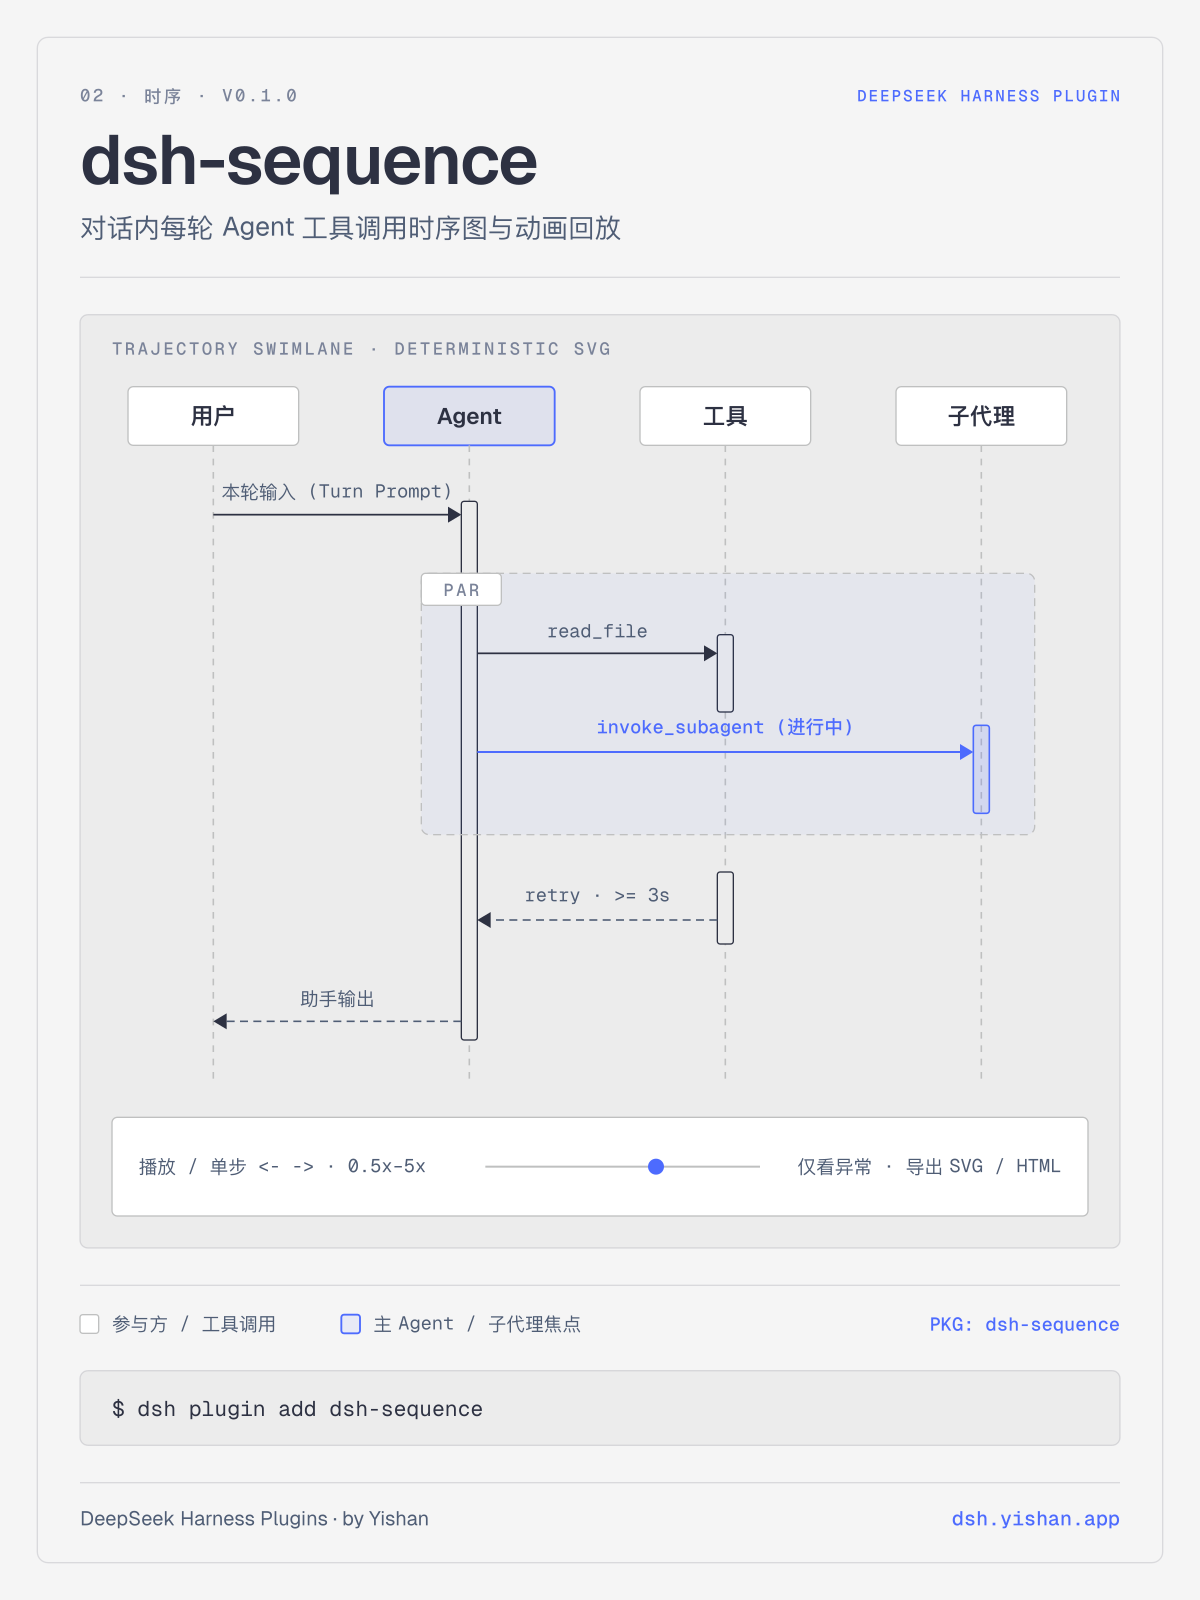 02 · 时序 · V0.1.0
DEEPSEEK HARNESS PLUGIN
dsh-sequence
对话内每轮 Agent 工具调用时序图与动画回放
TRAJECTORY SWIMLANE · DETERMINISTIC SVG
用户
Agent
工具
子代理
本轮输入 (Turn Prompt)
PAR
read_file
invoke_subagent (进行中)
retry · >= 3s
助手输出
播放 / 单步 <- -> · 0.5x-5x
仅看异常 · 导出 SVG / HTML
参与方 / 工具调用
主 Agent / 子代理焦点
PKG: dsh-sequence
$ dsh plugin add dsh-sequence
DeepSeek Harness Plugins · by Yishan
dsh.yishan.app